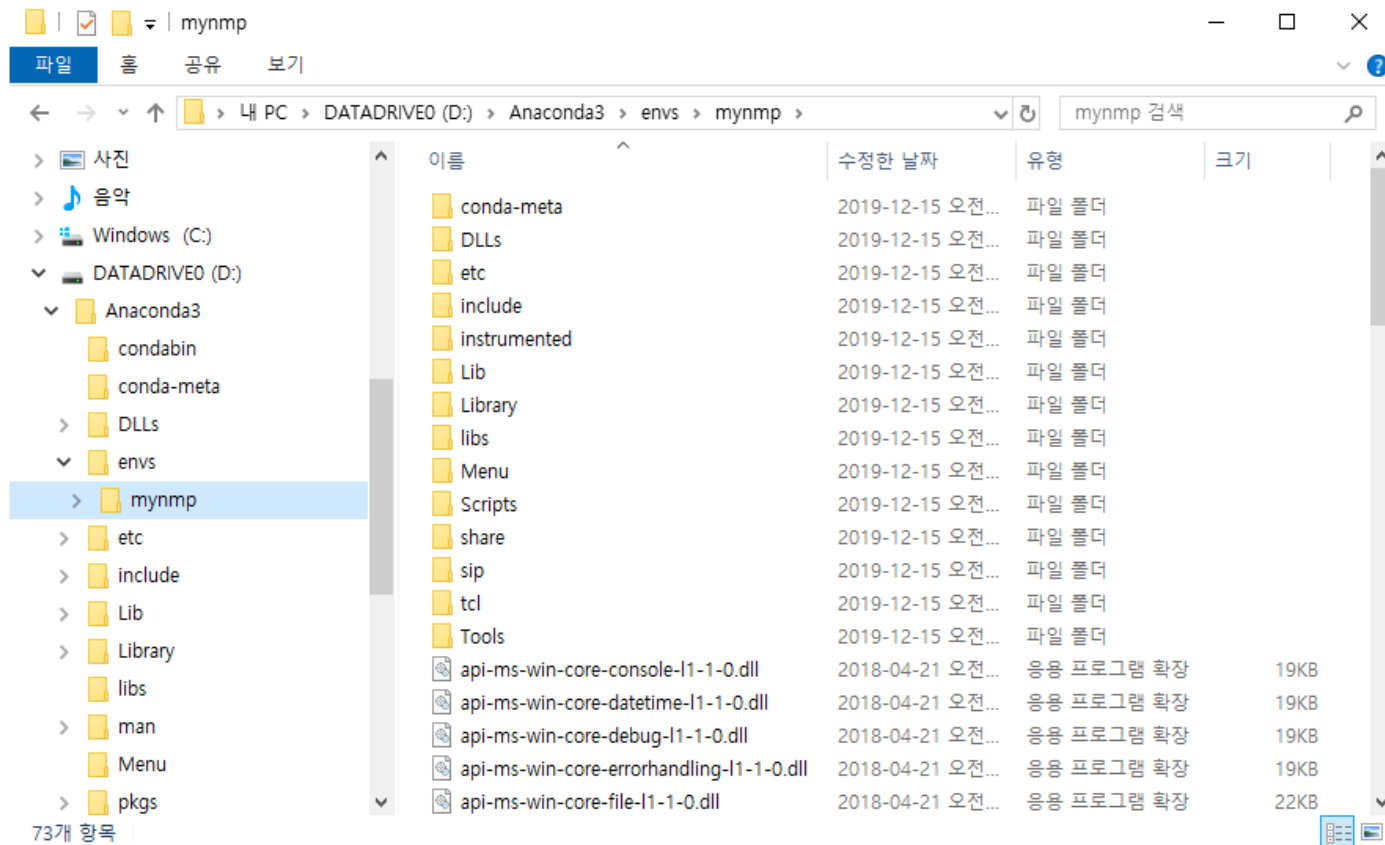 mynmp
파일 홈 공유 보기
내 PC > DATADRIVE0 (D:) > Anaconda3 > envs > mynmp >
mynmp 검색
사진
음악
Windows (C:)
DATADRIVE0 (D:)
Anaconda3
condabin
conda-meta
DLLs
envs
mynmp
etc
include
Lib
Library
libs
man
Menu
pkgs
이름 수정한 날짜 유형 크기
conda-meta 2019-12-15 오전... 파일 폴더
DLLs 2019-12-15 오전... 파일 폴더
etc 2019-12-15 오전... 파일 폴더
include 2019-12-15 오전... 파일 폴더
instrumented 2019-12-15 오전... 파일 폴더
Lib 2019-12-15 오전... 파일 폴더
Library 2019-12-15 오전... 파일 폴더
libs 2019-12-15 오전... 파일 폴더
Menu 2019-12-15 오전... 파일 폴더
Scripts 2019-12-15 오전... 파일 폴더
share 2019-12-15 오전... 파일 폴더
sip 2019-12-15 오전... 파일 폴더
tcl 2019-12-15 오전... 파일 폴더
Tools 2019-12-15 오전... 파일 폴더
api-ms-win-core-console-l1-1-0.dll 2018-04-21 오전... 응용 프로그램 확장 19KB
api-ms-win-core-datetime-l1-1-0.dll 2018-04-21 오전... 응용 프로그램 확장 19KB
api-ms-win-core-debug-l1-1-0.dll 2018-04-21 오전... 응용 프로그램 확장 19KB
api-ms-win-core-errorhandling-l1-1-0.dll 2018-04-21 오전... 응용 프로그램 확장 19KB
api-ms-win-core-file-l1-1-0.dll 2018-04-21 오전... 응용 프로그램 확장 22KB
73개 항목